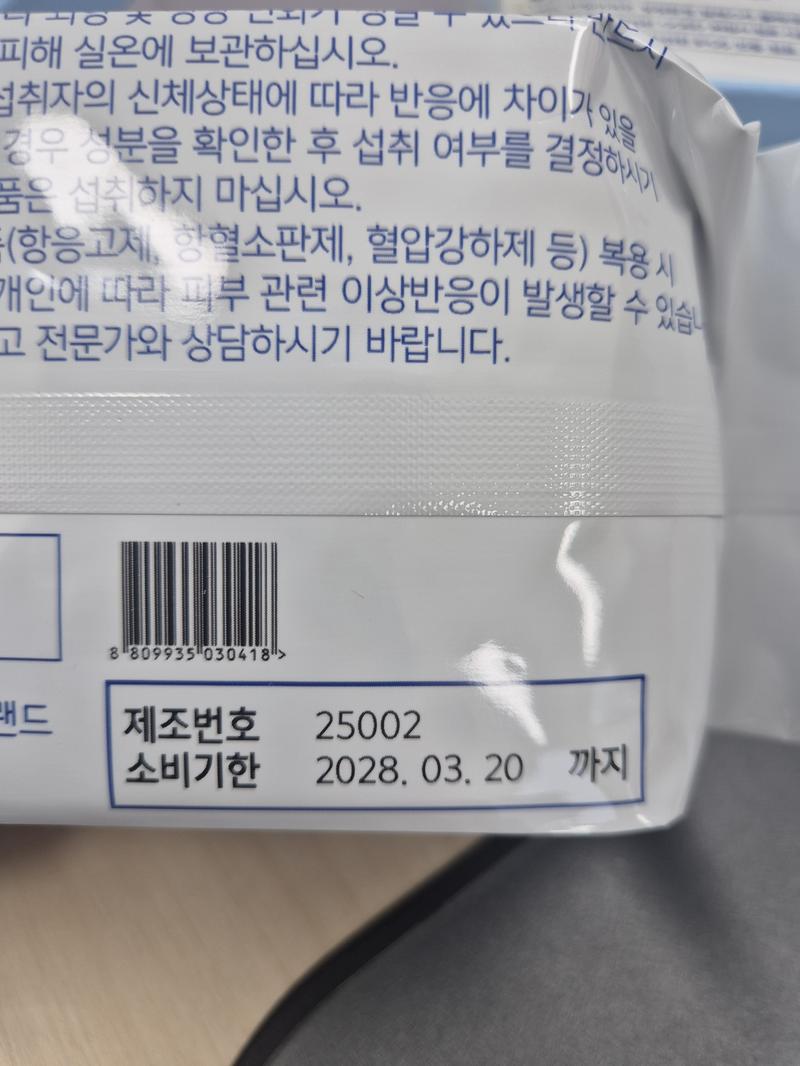 피해 실온에 보관하십시오.
섭취자의 신체상태에 따라 반응에 차이가 있을
경우 성분을 확인한 후 섭취 여부를 결정하시기
품은 섭취하지 마십시오.
(항응고제, 항혈소판제, 혈압강하제 등) 복용 시
개인에 따라 피부 관련 이상반응이 발생할 수 있습
고 전문가와 상담하시기 바랍니다.
8 809935 030418 >
랜드
제조번호 25002
소비기한 2028. 03. 20 까지